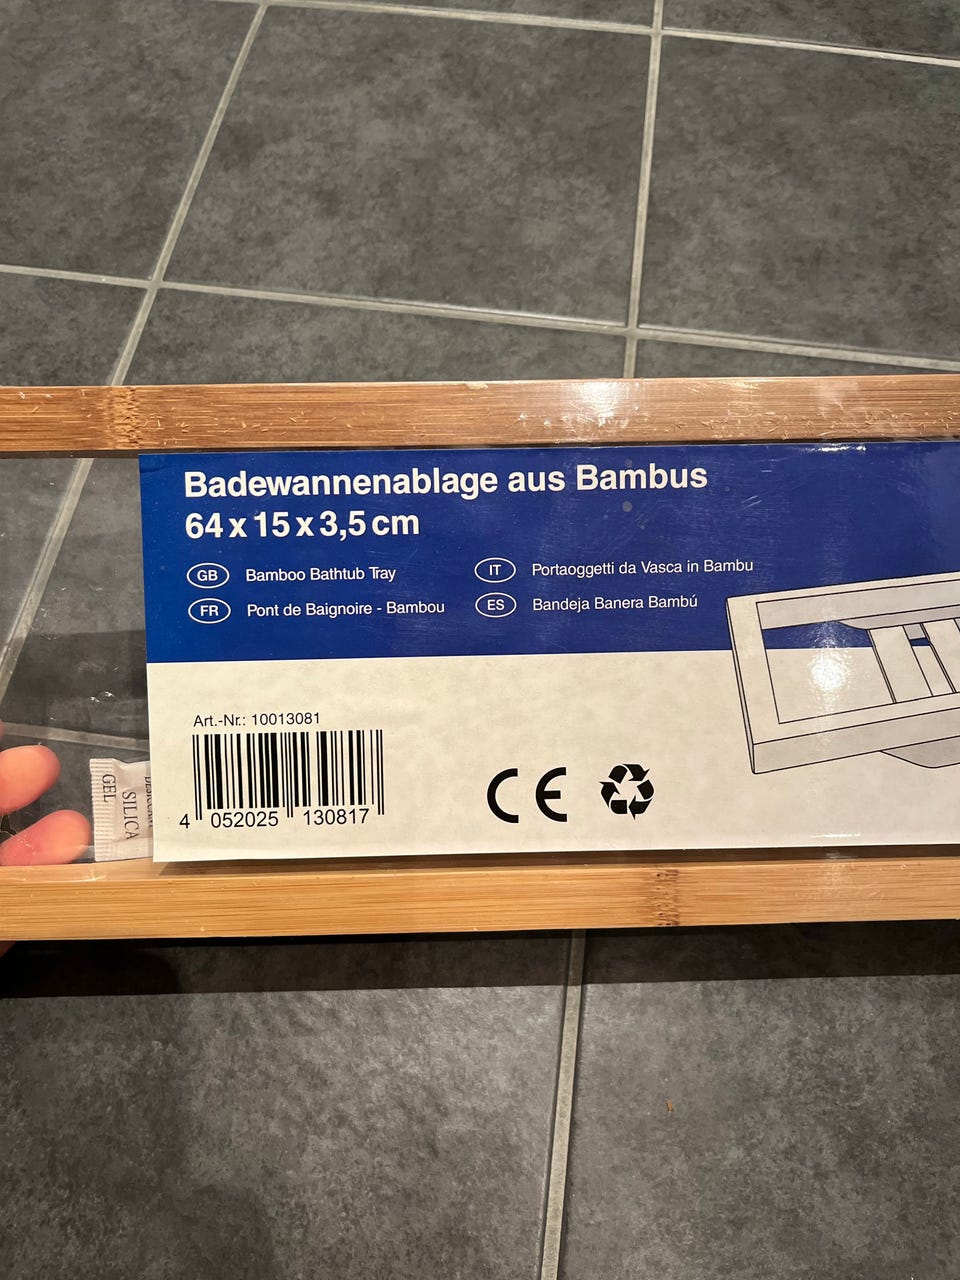 Badewannenablage aus Bambus
64 x 15 x 3,5 cm
GB Bamboo Bathtub Tray
FR Pont de Baignoire - Bambou
IT Portaoggetti da Vasca in Bambu
ES Bandeja Banera Bambú
Art.-Nr.: 10013081
4 052025 130817
CE
SILICA
GEL